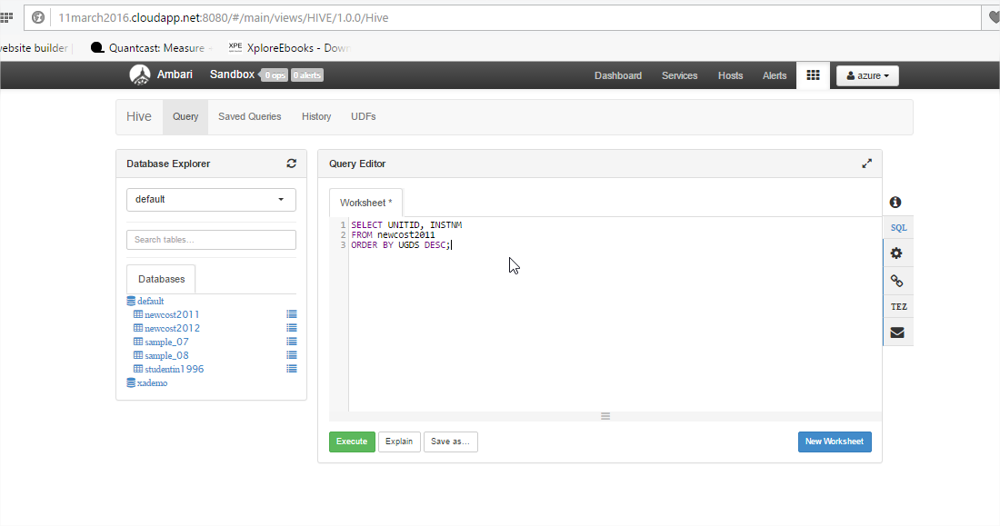 11march2016.cloudapp.net:8080/#/main/views/HIVE/1.0.0/Hive
website builder
Quantcast: Measure
XPE XploreEbooks - Dow
Ambari Sandbox 0 ops 0 alerts Dashboard Services Hosts Alerts azure
Hive Query Saved Queries History UDFs
Database Explorer
default
Search tables...
Databases
default
newcost2011
newcost2012
sample_07
sample_08
studentin1996
xademo
Query Editor
Worksheet *
1 SELECT UNITID, INSTNM
2 FROM newcost2011
3 ORDER BY UGDS DESC;
Execute Explain Save as... New Worksheet
SQL
TEZ